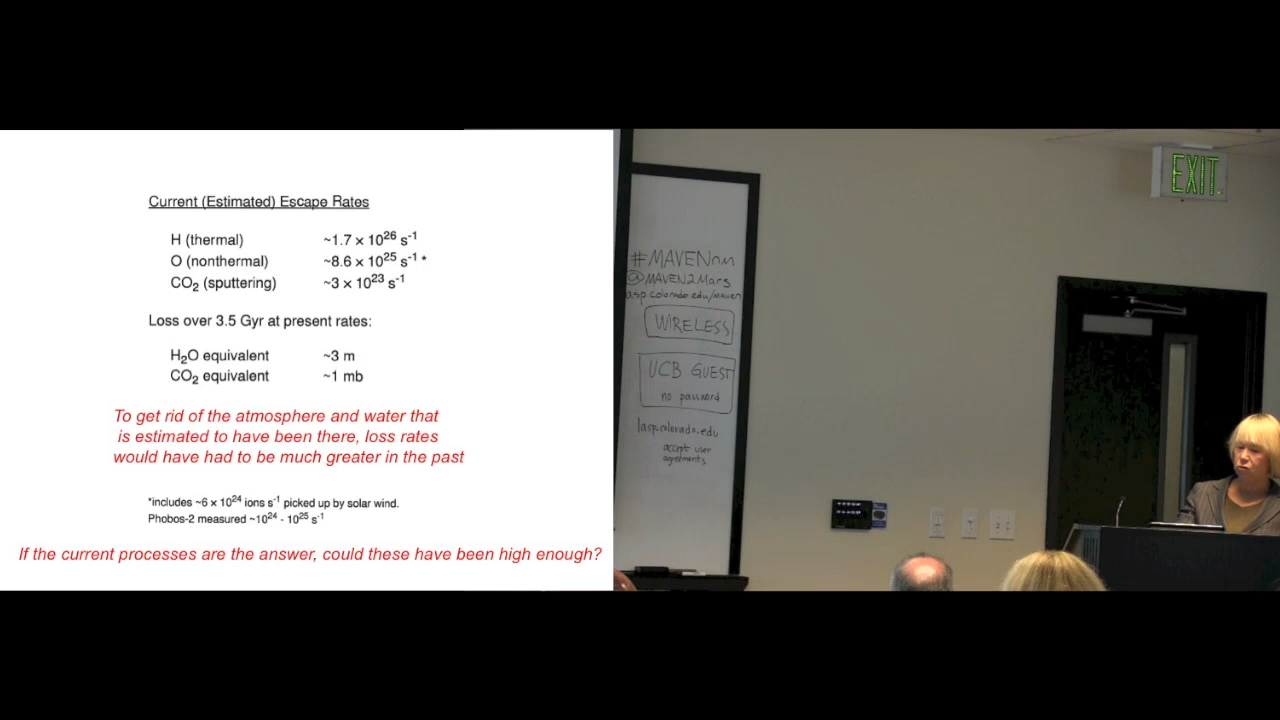 Current (Estimated) Escape Rates
H (thermal) ~1.7 × 10²⁶ s⁻¹
O (nonthermal) ~8.6 × 10²⁵ s⁻¹ *
CO₂ (sputtering) ~3 × 10²³ s⁻¹
Loss over 3.5 Gyr at present rates:
H₂O equivalent ~3 m
CO₂ equivalent ~1 mb
To get rid of the atmosphere and water that
is estimated to have been there, loss rates
would have had to be much greater in the past
*includes ~6 × 10²⁴ ions s⁻¹ picked up by solar wind.
Phobos-2 measured ~10²⁴ - 10²⁵ s⁻¹
If the current processes are the answer, could these have been high enough?
#MAVENnm
@MAVEN2Mars
asp.colorado.edu/maven
WIRELESS
UCB GUEST
no password
lasp.colorado.edu
accept user
agreements
EXIT